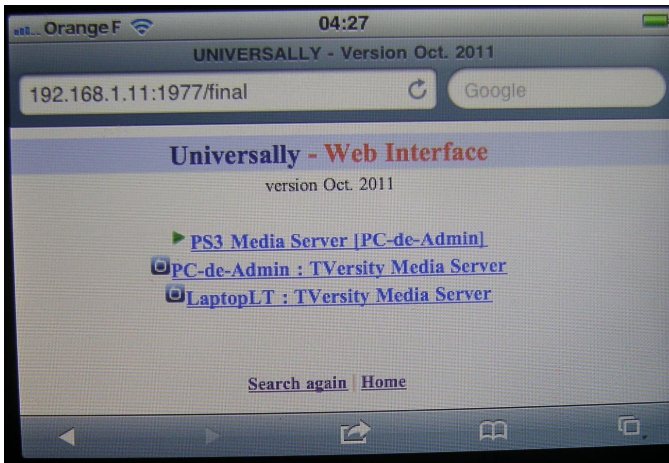 Orange F 04:27
UNIVERSALLY - Version Oct. 2011
192.168.1.11:1977/final Google
Universally - Web Interface
version Oct. 2011
PS3 Media Server [PC-de-Admin]
PC-de-Admin : TVersity Media Server
LaptopLT : TVersity Media Server
Search again | Home